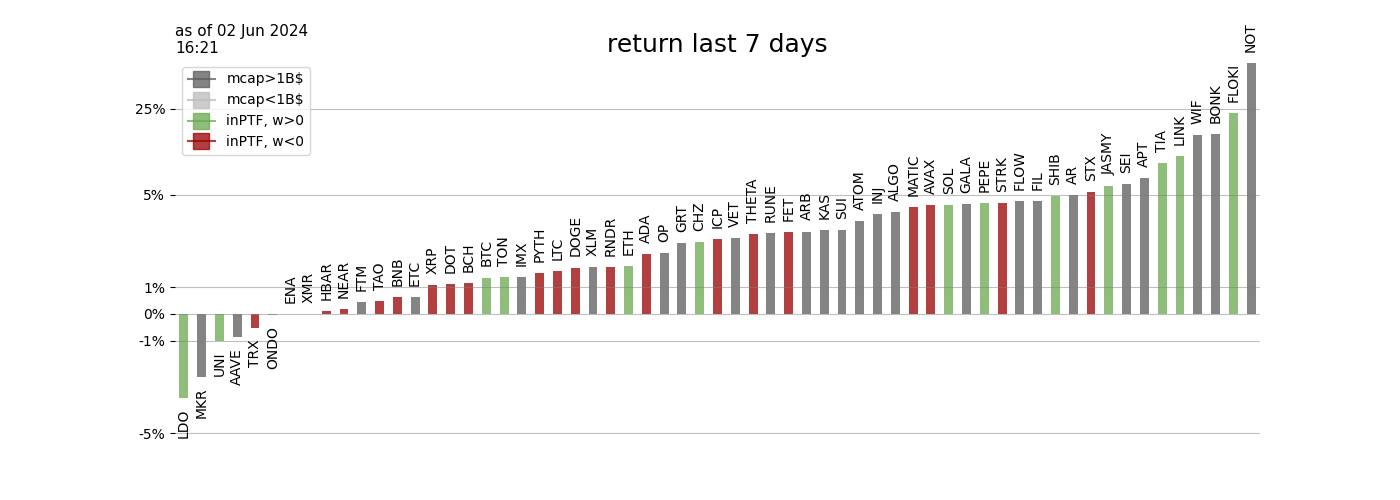 as of 02 Jun 2024
16:21
return last 7 days
mcap>1B$
mcap<1B$
inPTF, w>0
inPTF, w<0
25%
5%
1%
0%
-1%
-5%
LDO
MKR
UNI
AAVE
TRX
ONDO
ENA
XMR
HBAR
NEAR
FTM
TAO
BNB
ETC
XRP
DOT
BCH
BTC
TON
IMX
PYTH
LTC
DOGE
XLM
RNDR
ETH
ADA
OP
GRT
CHZ
ICP
VET
THETA
RUNE
FET
ARB
KAS
SUI
ATOM
INJ
ALGO
MATIC
AVAX
SOL
GALA
PEPE
STRK
FLOW
FIL
SHIB
AR
STX
JASMY
SEI
APT
TIA
LINK
WIF
BONK
FLOKI
NOT